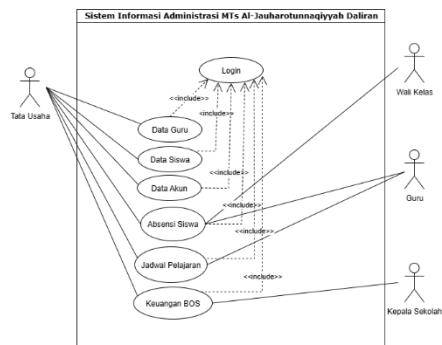 Sistem Informasi Administrasi MTs Al-Jauharotunnaqiyyah Daliran
Login
Tata Usaha
Wali Kelas
<<include>>
<<include>>
Data Guru
Data Siswa
<<include>>
Data Akun
<<include>>
Guru
Absensi Siswa
<<include>>
Jadwal Pelajaran
<<include>>
Keuangan BOS
Kepala Sekolah